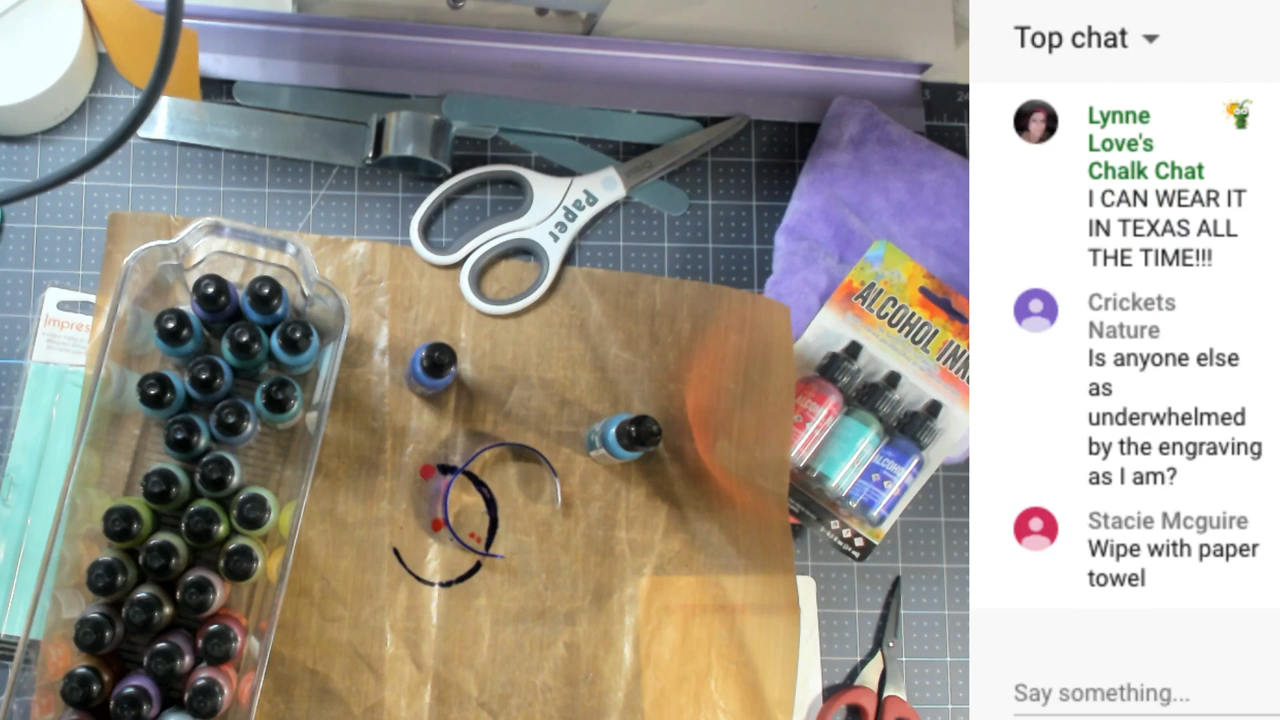 Top chat
Lynne
Love's
Chalk Chat
I CAN WEAR IT
IN TEXAS ALL
THE TIME!!!
Crickets
Nature
Is anyone else
as
underwhelmed
by the engraving
as I am?
Stacie Mcguire
Wipe with paper
towel
Say something...
Paper
ALCOHOL INK
Impres
ALCOHOL